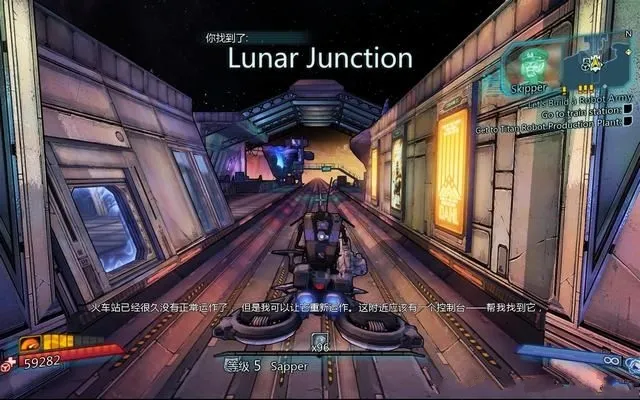 你找到了:
Lunar Junction
N
Skipper
Let's Build a Robot Army
Go to train station:
Get to Titan Robot Production Plant:
火车站已经很久没有正常运作了 但是我可以让它重新运作。这附近应该有一个控制台——帮我找到它，
x96
59282
∞
等级 5 Sapper